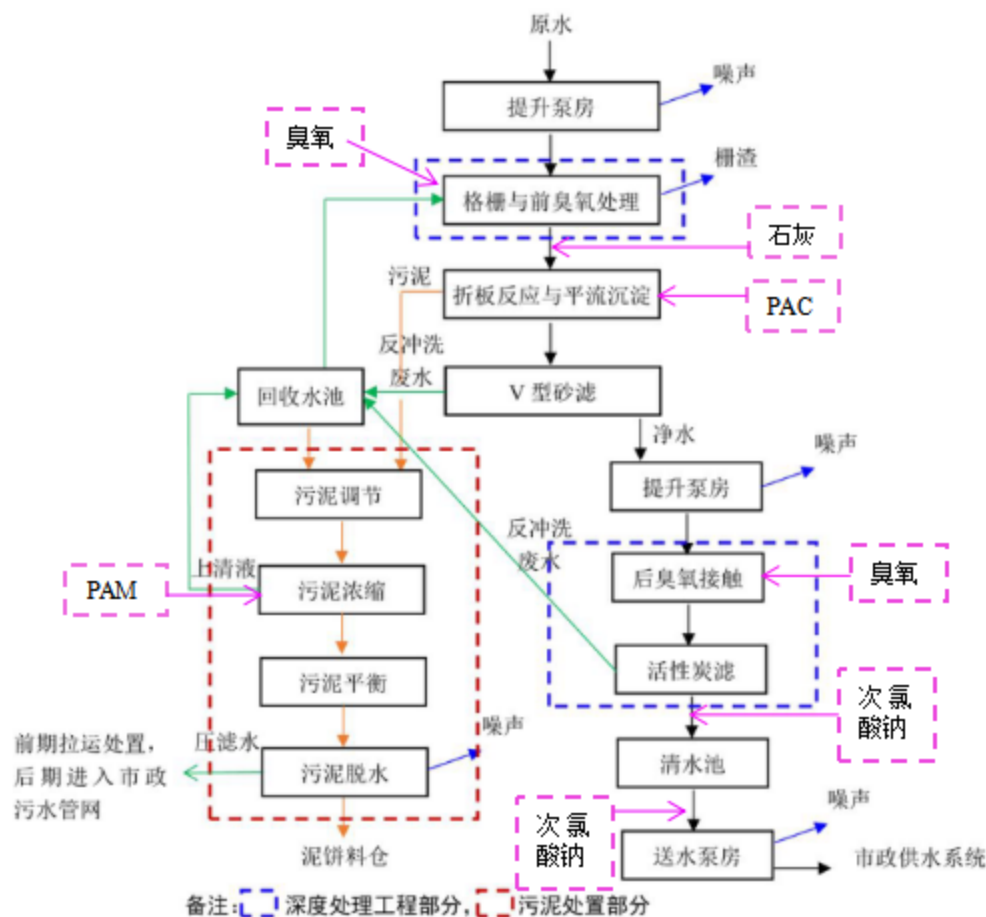 原水
提升泵房
噪声
臭氧
栅渣
格栅与前臭氧处理
石灰
污泥
折板反应与平流沉淀
PAC
反冲洗
废水
回收水池
V 型砂滤
净水
噪声
提升泵房
污泥调节
反冲洗
废水
上清液
PAM
污泥浓缩
后臭氧接触
臭氧
污泥平衡
活性炭滤
次氯
酸钠
前期拉运处置，
后期进入市政
污水管网
压滤水
噪声
污泥脱水
清水池
次氯
酸钠
噪声
泥饼料仓
送水泵房
市政供水系统
备注： 深度处理工程部分， 污泥处置部分